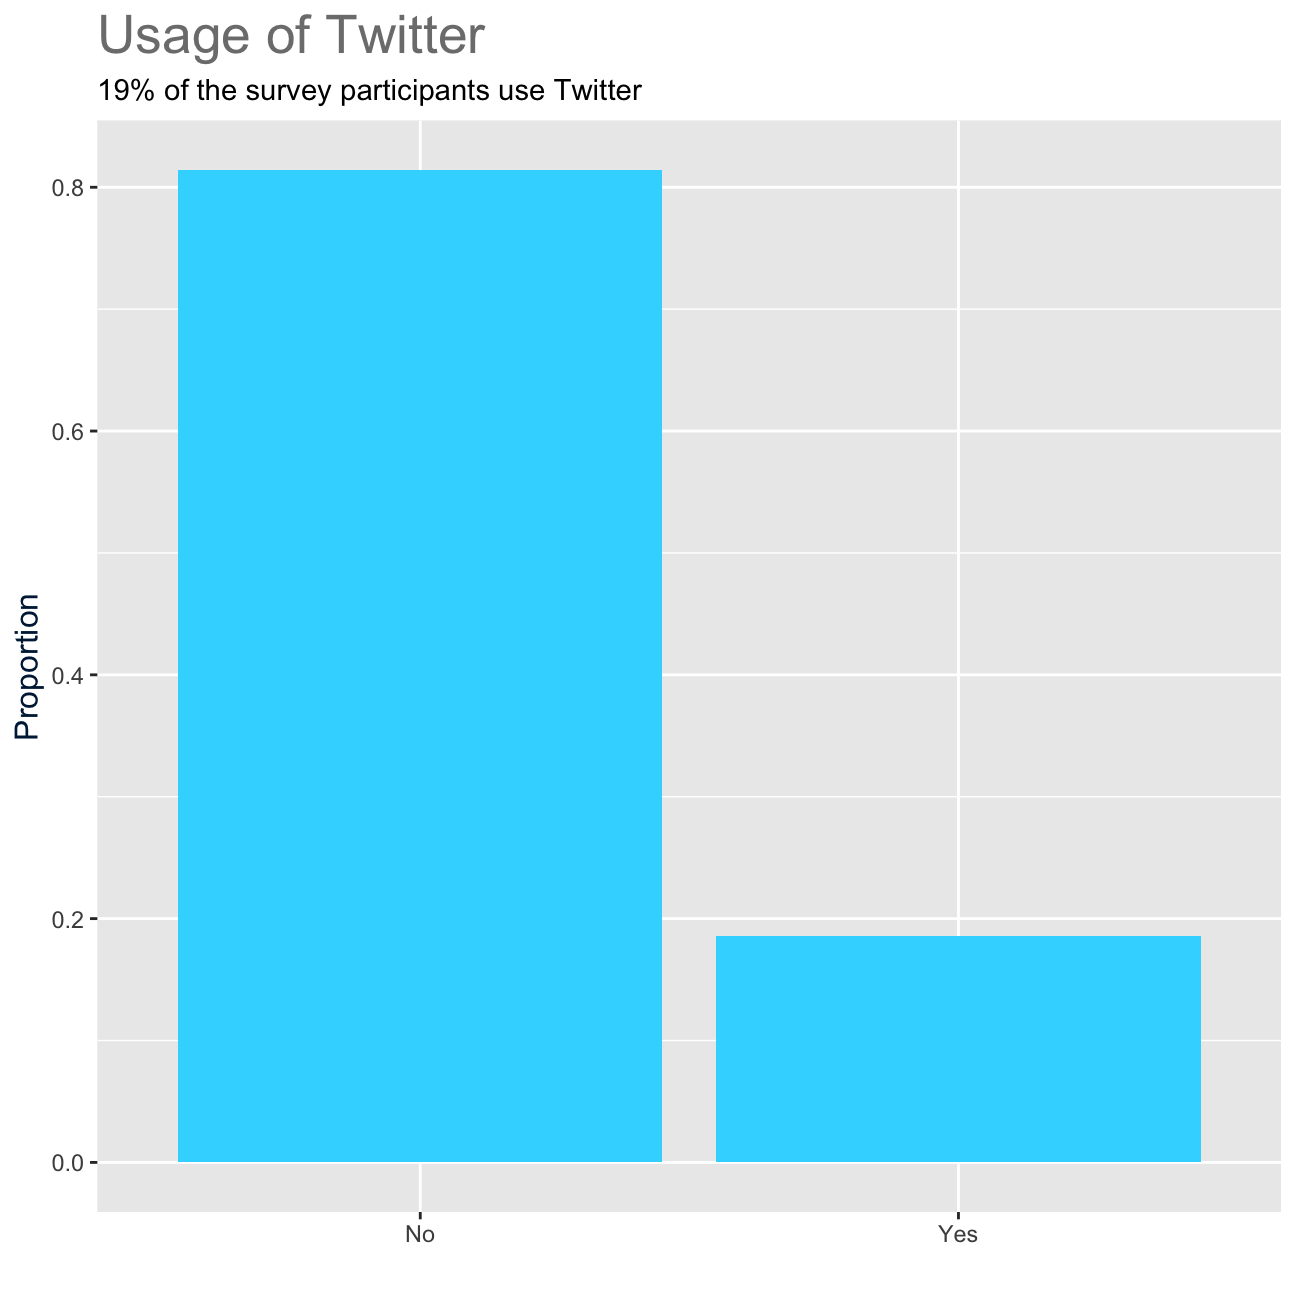 Usage of Twitter
19% of the survey participants use Twitter
Proportion
0.8
0.6
0.4
0.2
0.0
No
Yes